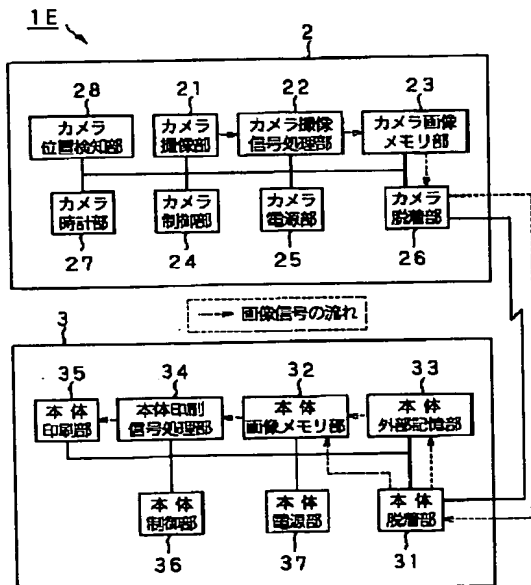 1E
2
28
21
22
23
カメラ
位置検知部
カメラ
撮像部
カメラ撮像
信号処理部
カメラ画像
メモリ部
カメラ
時計部
カメラ
制御部
カメラ
電源部
カメラ
脱着部
27
24
25
26
画像信号の流れ
3
35
34
32
33
本体
印刷部
本体印刷
信号処理部
本体
画像メモリ部
本体
外部記憶部
本体
制御部
本体
電源部
本体
脱着部
36
37
31